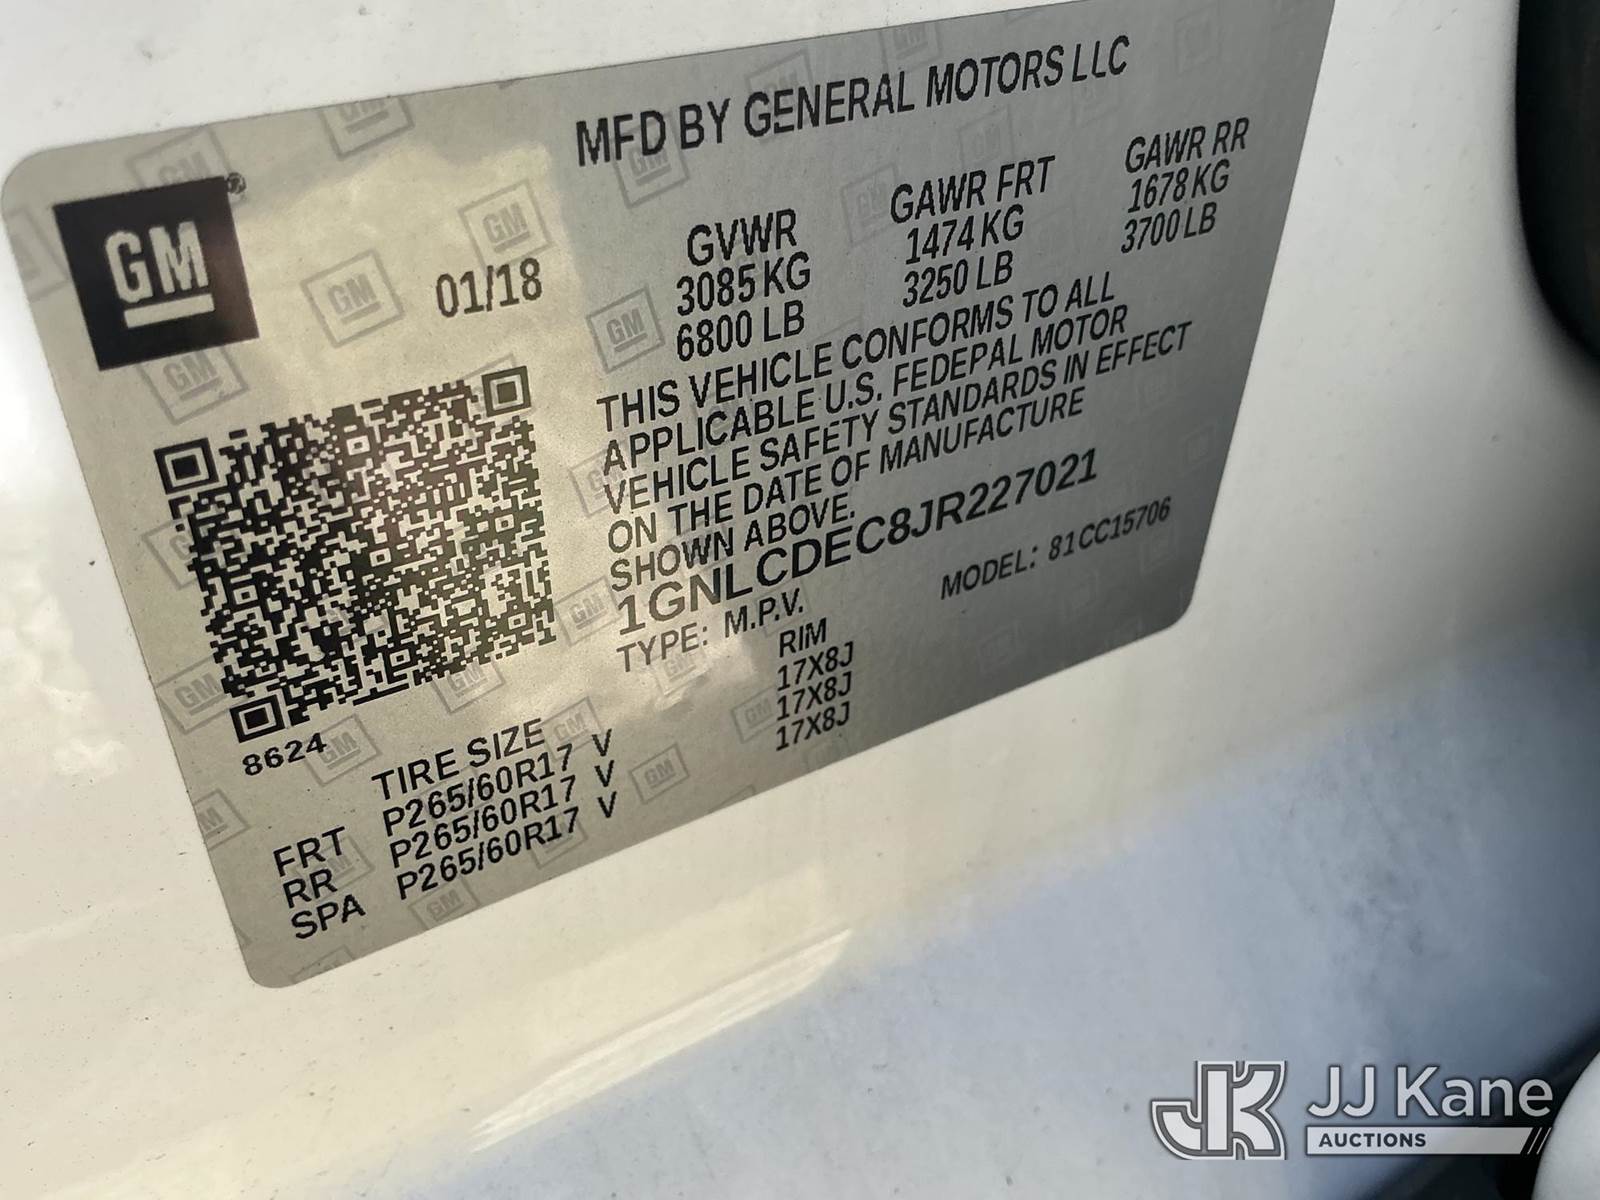 MFD BY GENERAL MOTORS LLC
GM
01/18
GVWR GAWR FRT GAWR RR
3085 KG 1474 KG 1678 KG
6800 LB 3250 LB 3700 LB
THIS VEHICLE CONFORMS TO ALL
APPLICABLE U.S. FEDERAL MOTOR
VEHICLE SAFETY STANDARDS IN EFFECT
ON THE DATE OF MANUFACTURE
SHOWN ABOVE.
1GNLCDEC8JR227021
TYPE: M.P.V. MODEL: 81CC15706
8624
TIRE SIZE RIM
FRT P265/60R17 V 17X8J
RR P265/60R17 V 17X8J
SPA P265/60R17 V 17X8J
JK JJ Kane
AUCTIONS